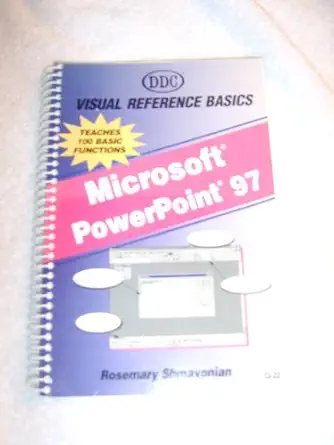 DDC
VISUAL REFERENCE BASICS
TEACHES
100 BASIC
FUNCTIONS
Microsoft®
PowerPoint® 97
Rosemary Shmavonian